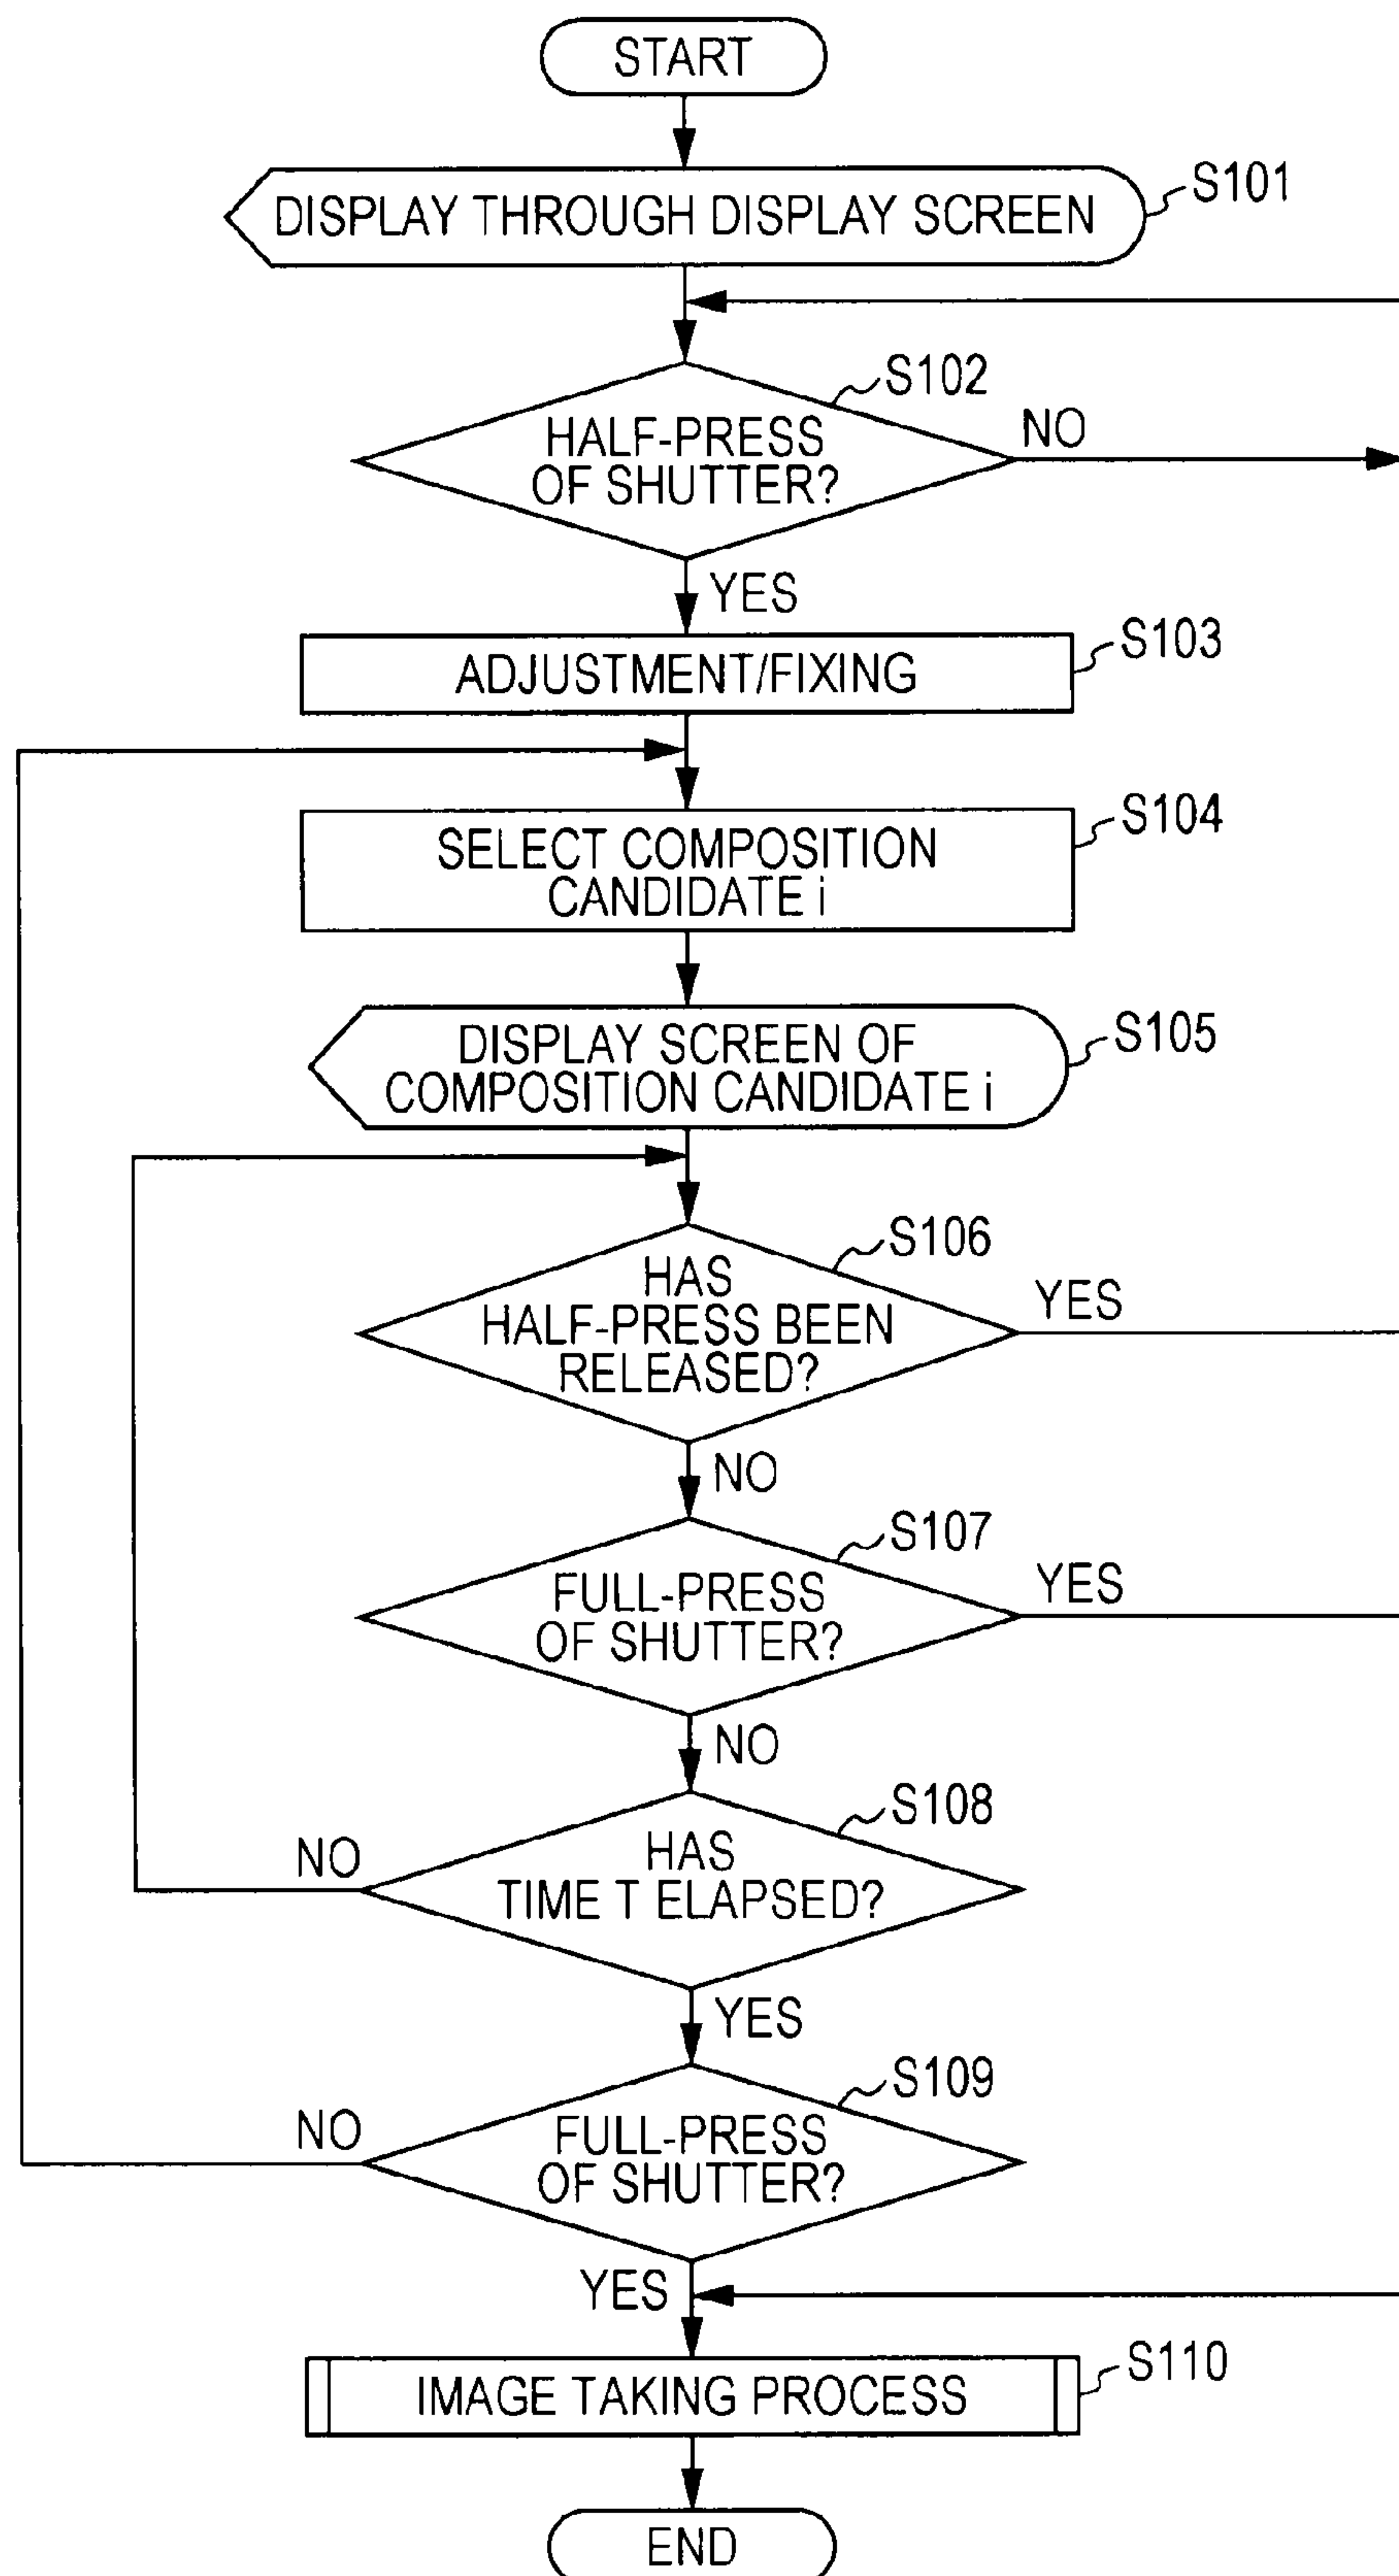 START
DISPLAY THROUGH DISPLAY SCREEN
S101
S102
HALF-PRESS
OF SHUTTER?
NO
YES
S103
ADJUSTMENT/FIXING
S104
SELECT COMPOSITION
CANDIDATE i
S105
DISPLAY SCREEN OF
COMPOSITION CANDIDATE i
S106
HAS
HALF-PRESS BEEN
RELEASED?
YES
NO
S107
FULL-PRESS
OF SHUTTER?
YES
NO
S108
HAS
TIME T ELAPSED?
NO
YES
S109
FULL-PRESS
OF SHUTTER?
NO
YES
S110
IMAGE TAKING PROCESS
END